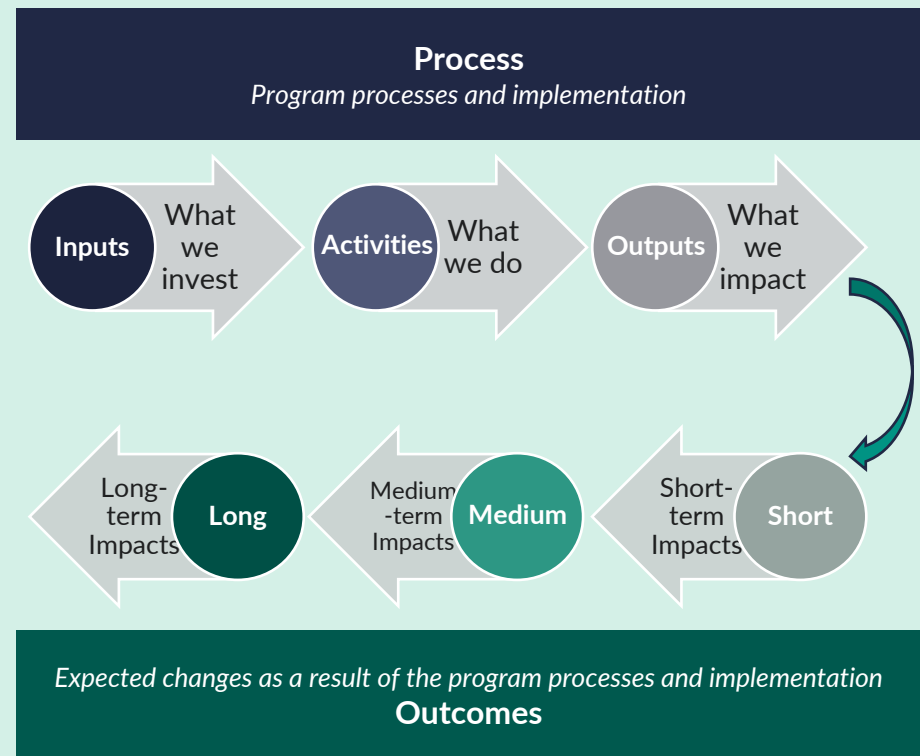 Process
Program processes and implementation
Inputs
What
we
invest
Activities
What
we do
Outputs
What
we
impact
Short
Short-
term
Impacts
Medium
Medium
-term
Impacts
Long
Long-
term
Impacts
Expected changes as a result of the program processes and implementation
Outcomes